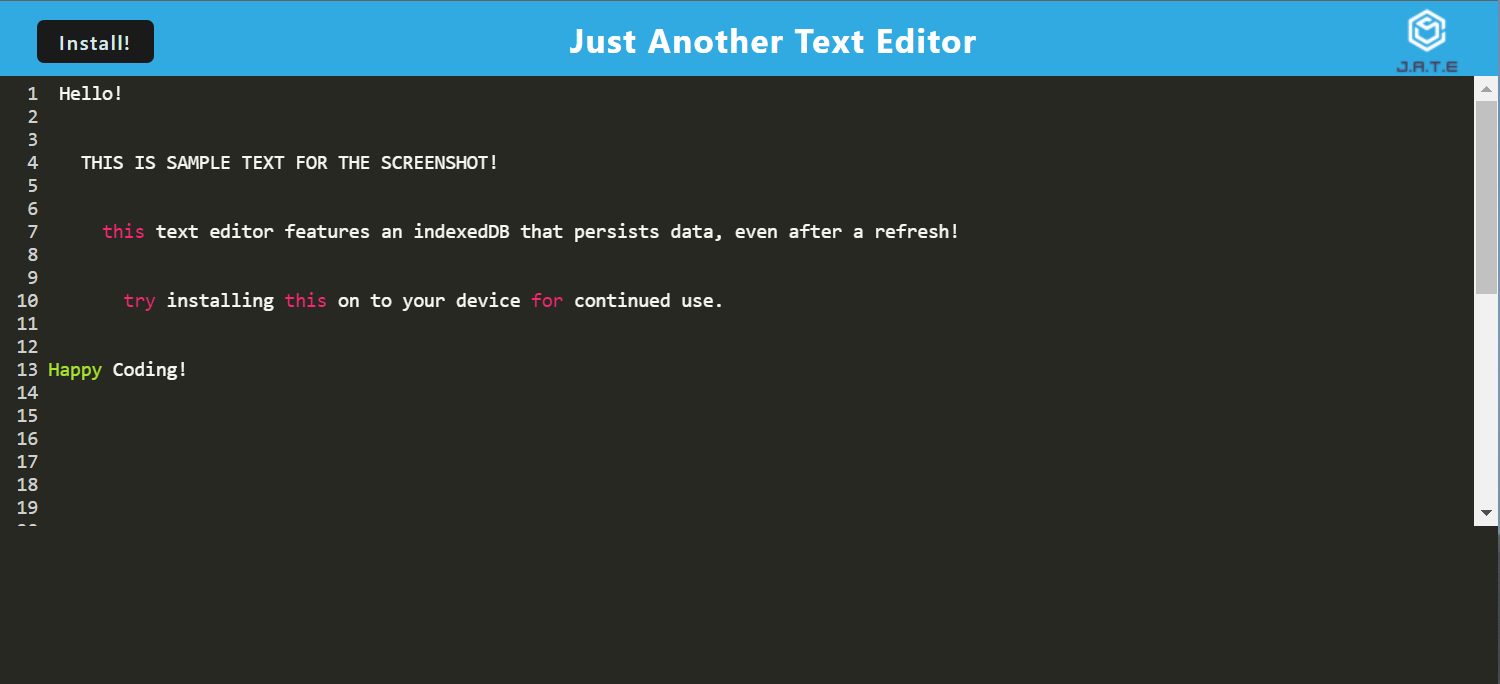 Install!
Just Another Text Editor
J.A.T.E
1 Hello!
2
3
4 THIS IS SAMPLE TEXT FOR THE SCREENSHOT!
5
6
7 this text editor features an indexedDB that persists data, even after a refresh!
8
9
10 try installing this on to your device for continued use.
11
12
13 Happy Coding!
14
15
16
17
18
19